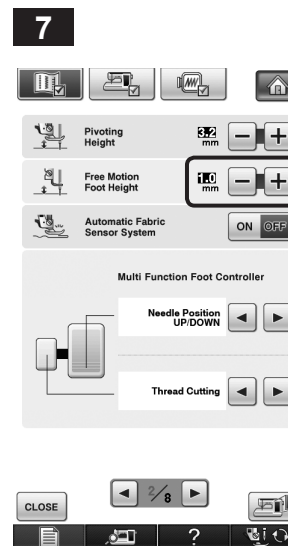 7
Pivoting
Height
3.2
mm
Free Motion
Foot Height
1.0
mm
Automatic Fabric
Sensor System
ON OFF
Multi Function Foot Controller
Needle Position
UP/DOWN
Thread Cutting
2/8
CLOSE
?